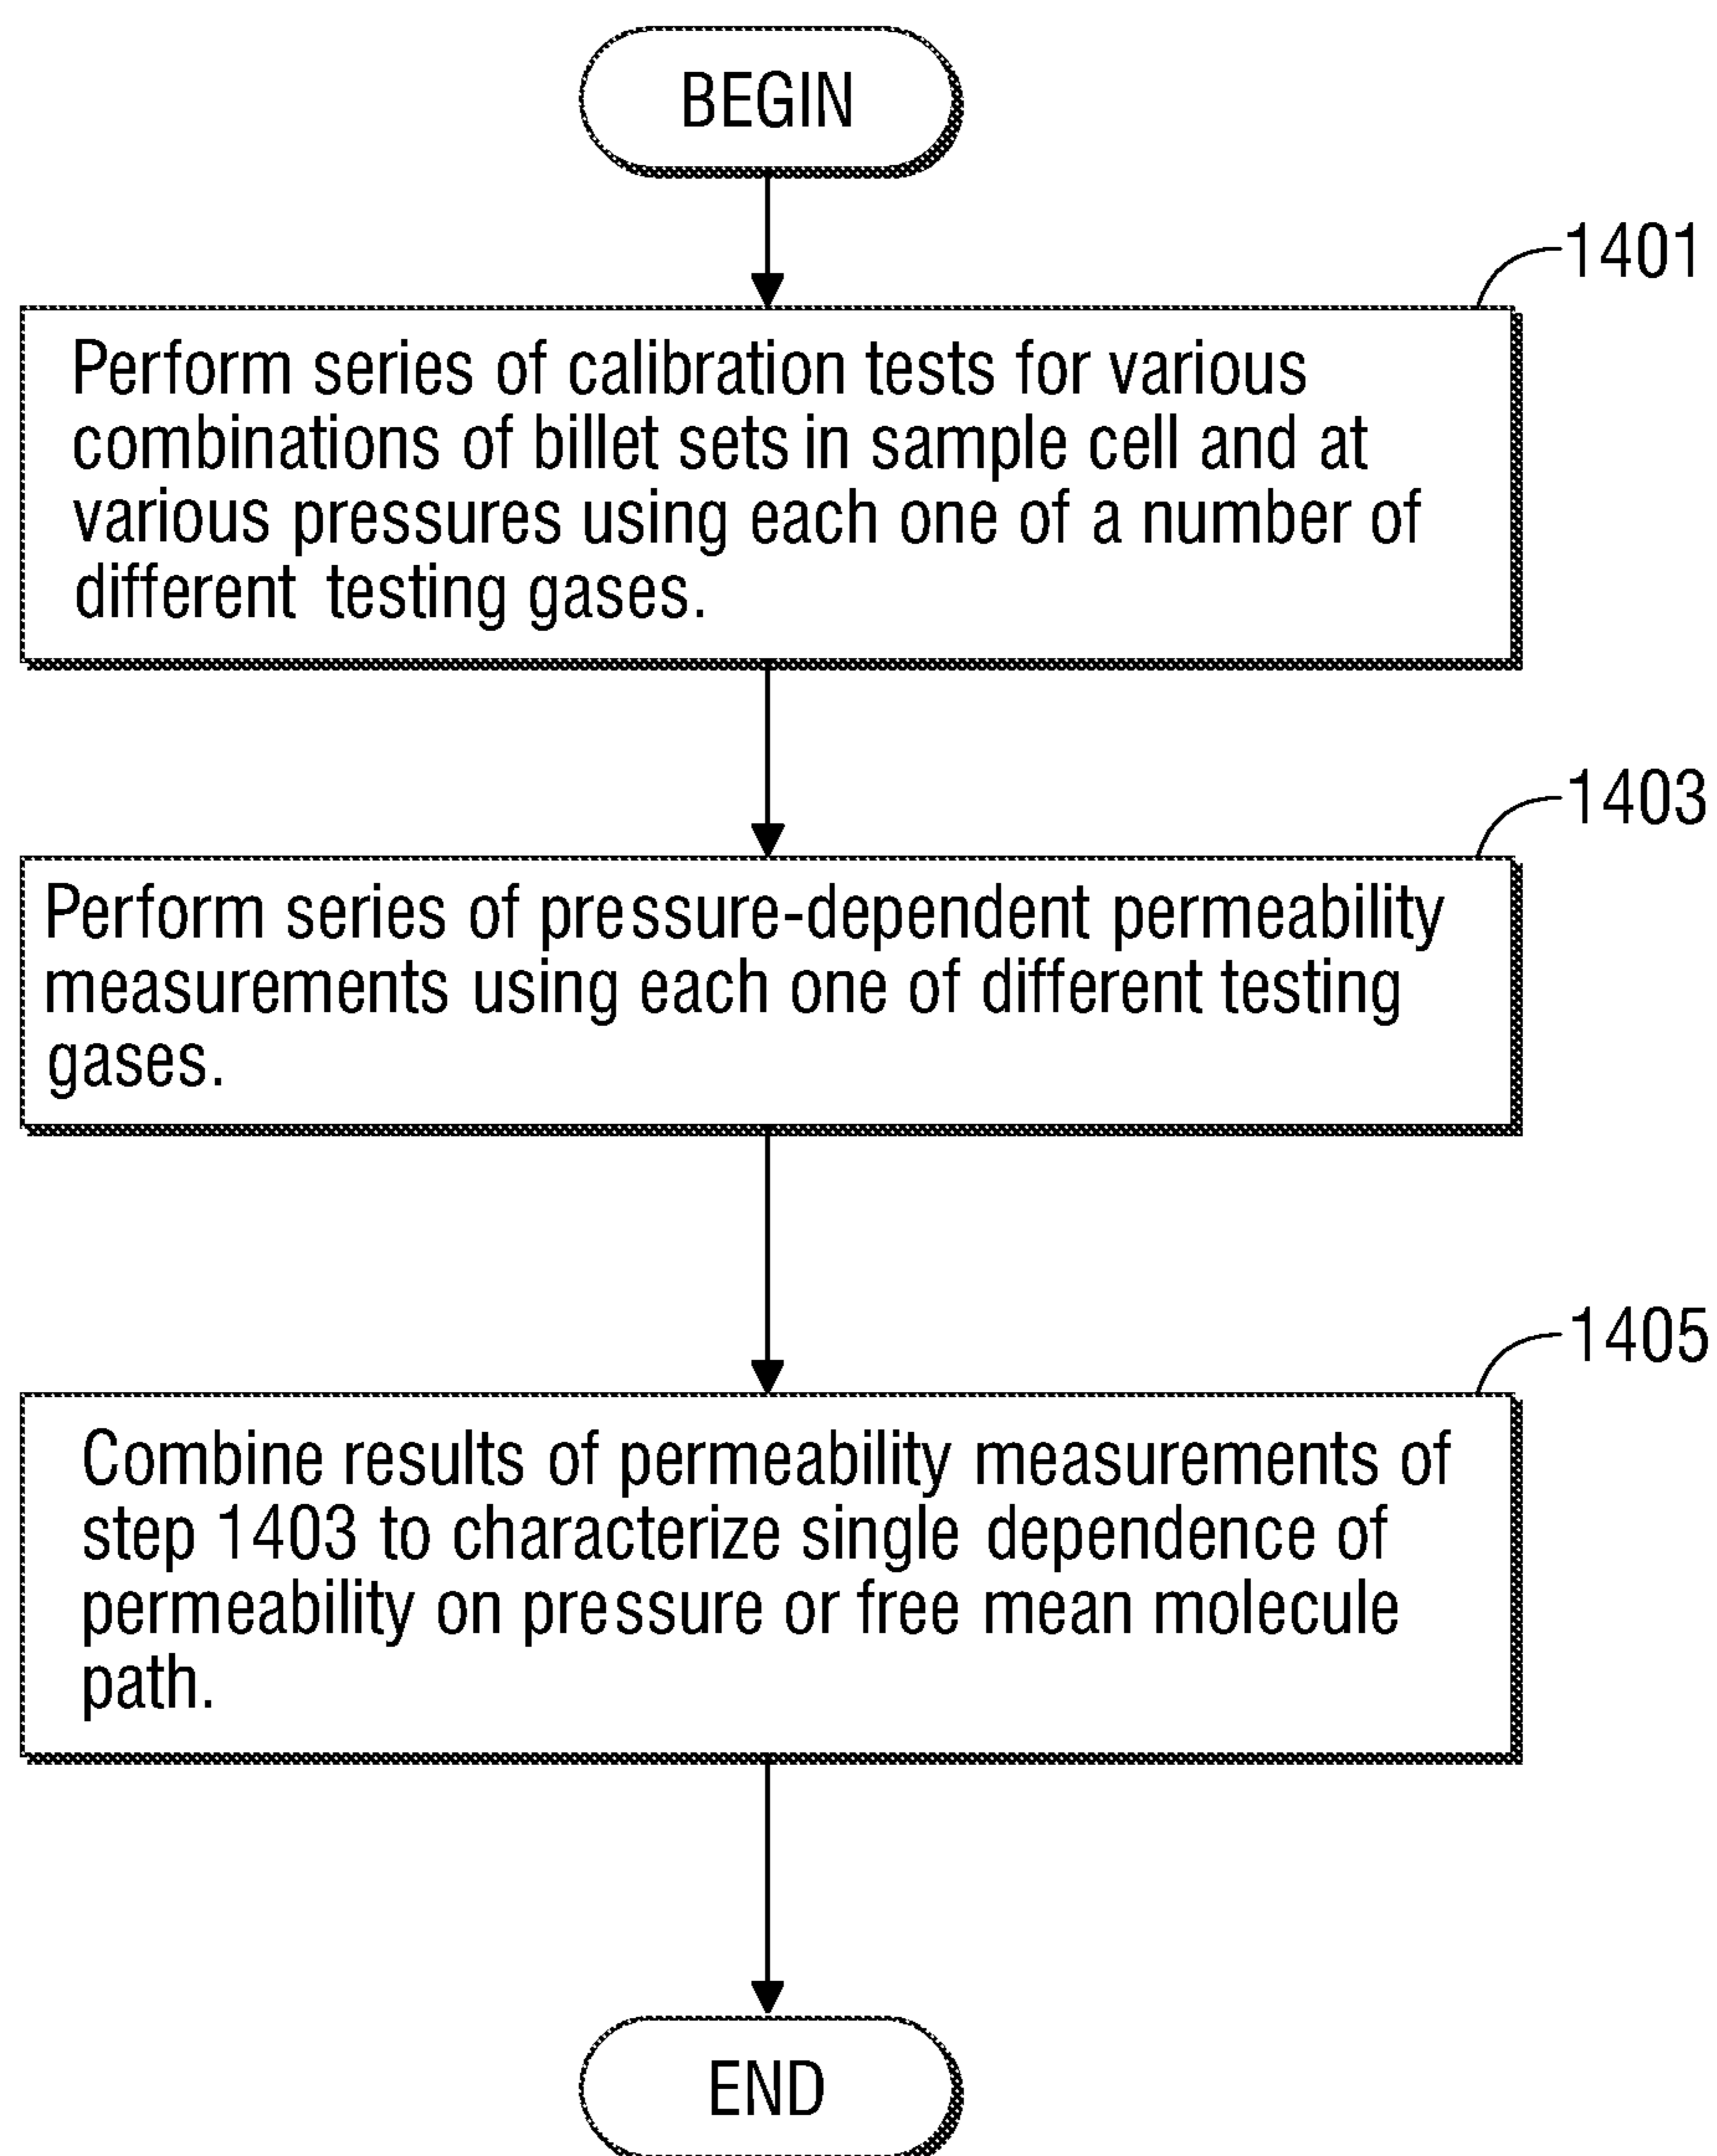 BEGIN
1401
Perform series of calibration tests for various
combinations of billet sets in sample cell and at
various pressures using each one of a number of
different testing gases.
1403
Perform series of pressure-dependent permeability
measurements using each one of different testing
gases.
1405
Combine results of permeability measurements of
step 1403 to characterize single dependence of
permeability on pressure or free mean molecule
path.
END